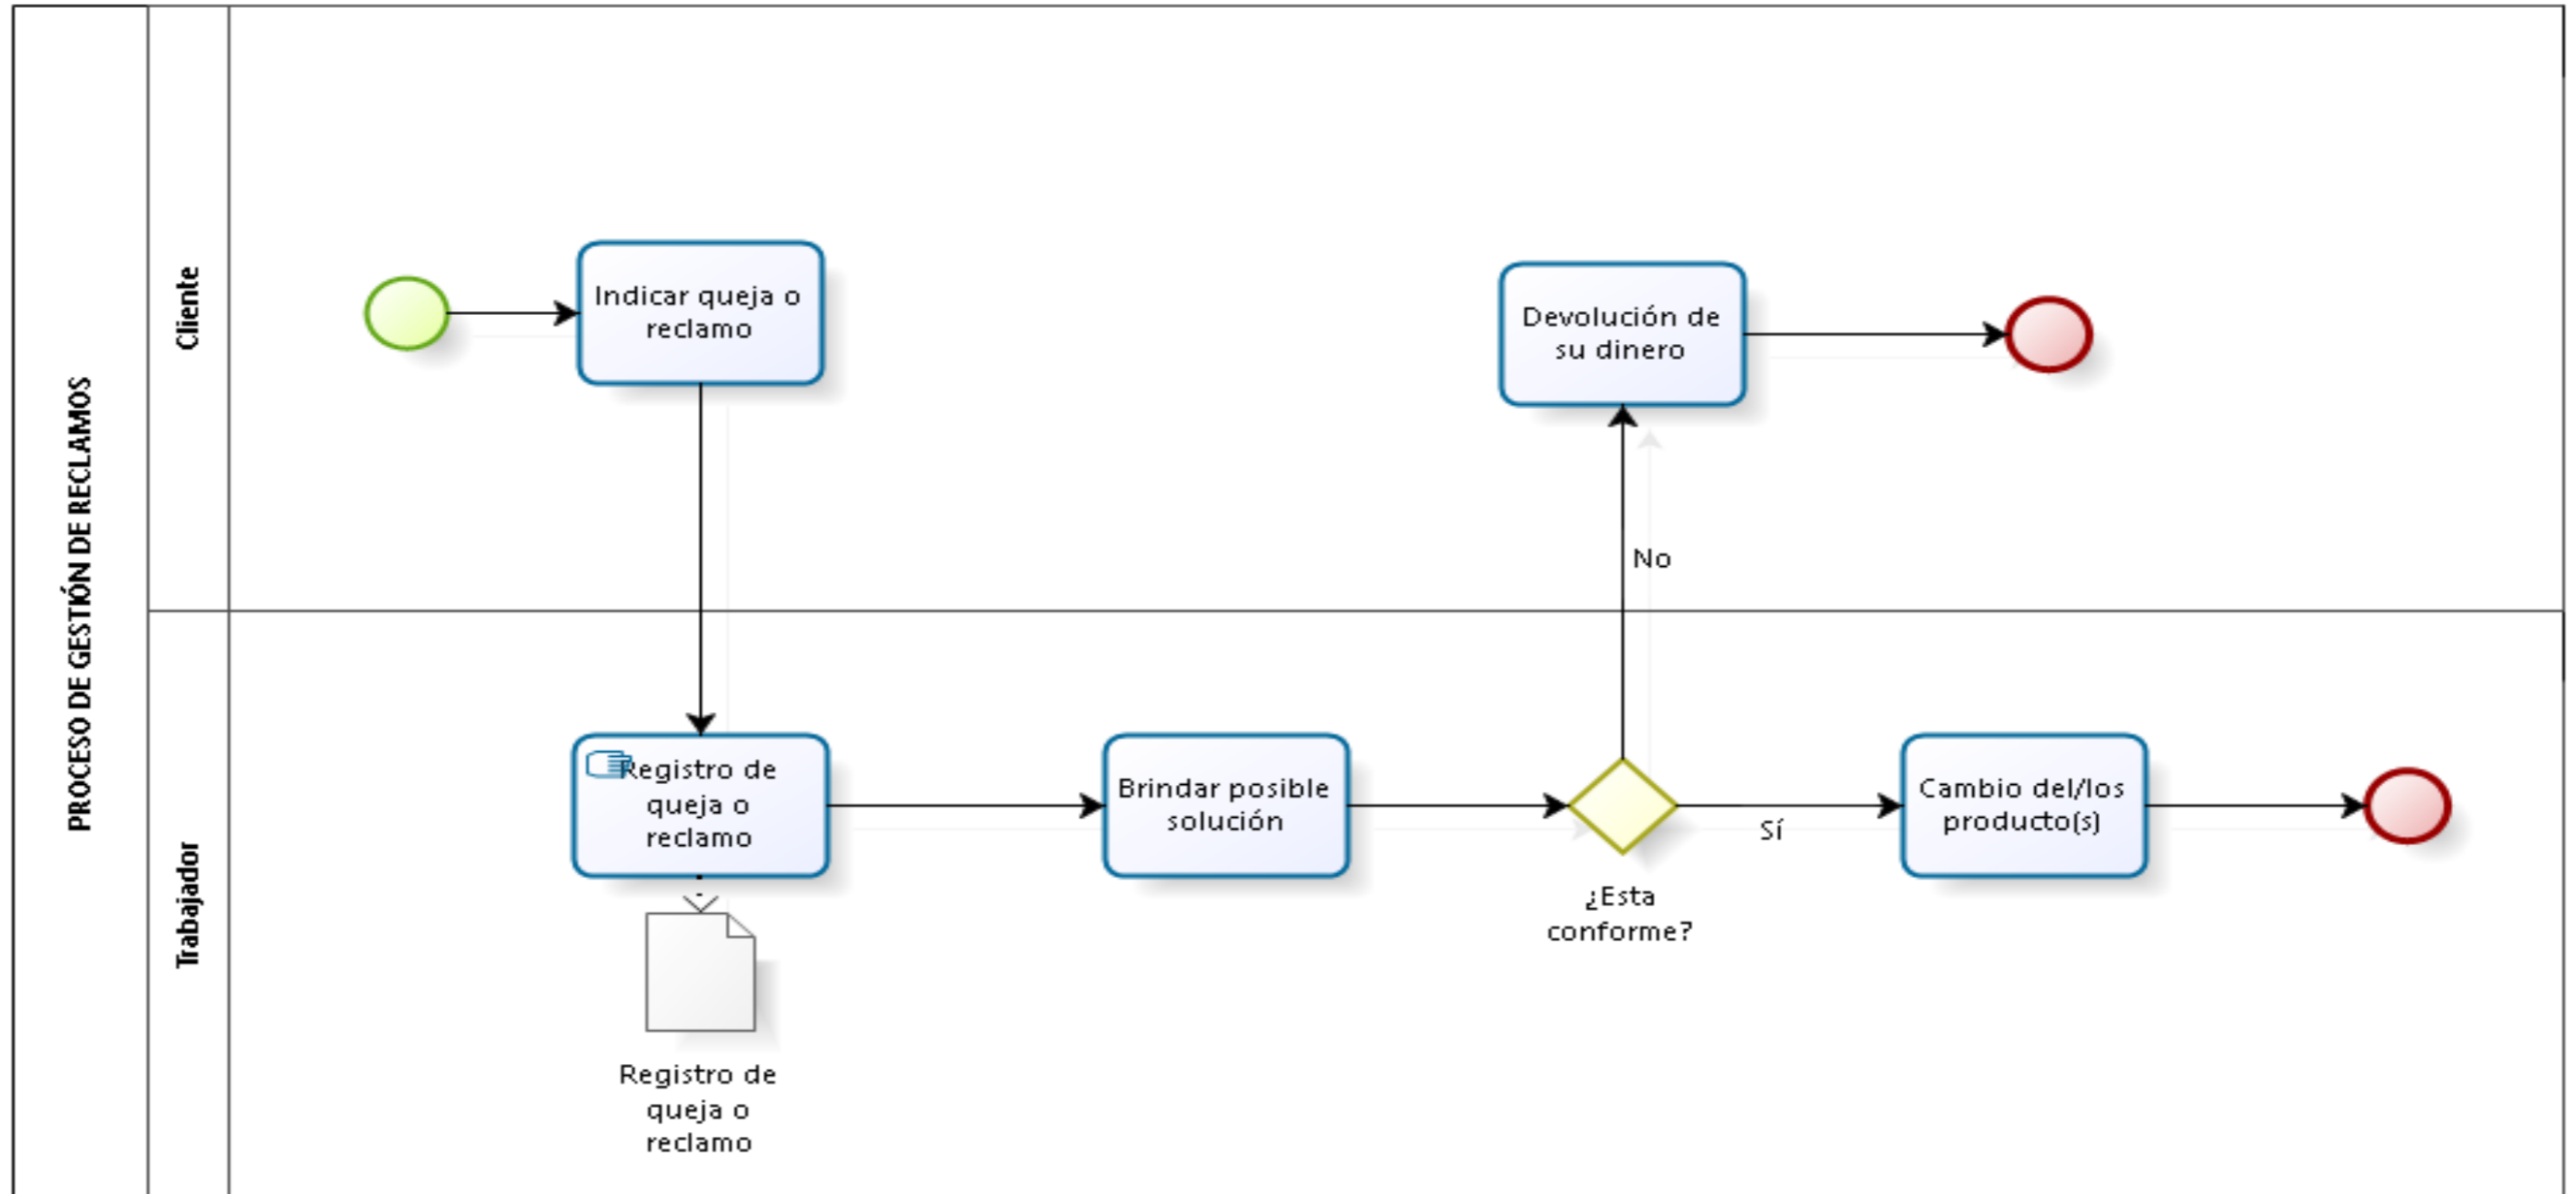 PROCESO DE GESTIÓN DE RECLAMOS
Cliente
Indicar queja o
reclamo
Devolución de
su dinero
No
Trabajador
Registro de
queja o
reclamo
Brindar posible
solución
¿Esta
conforme?
Sí
Cambio del/los
producto(s)
Registro de
queja o
reclamo